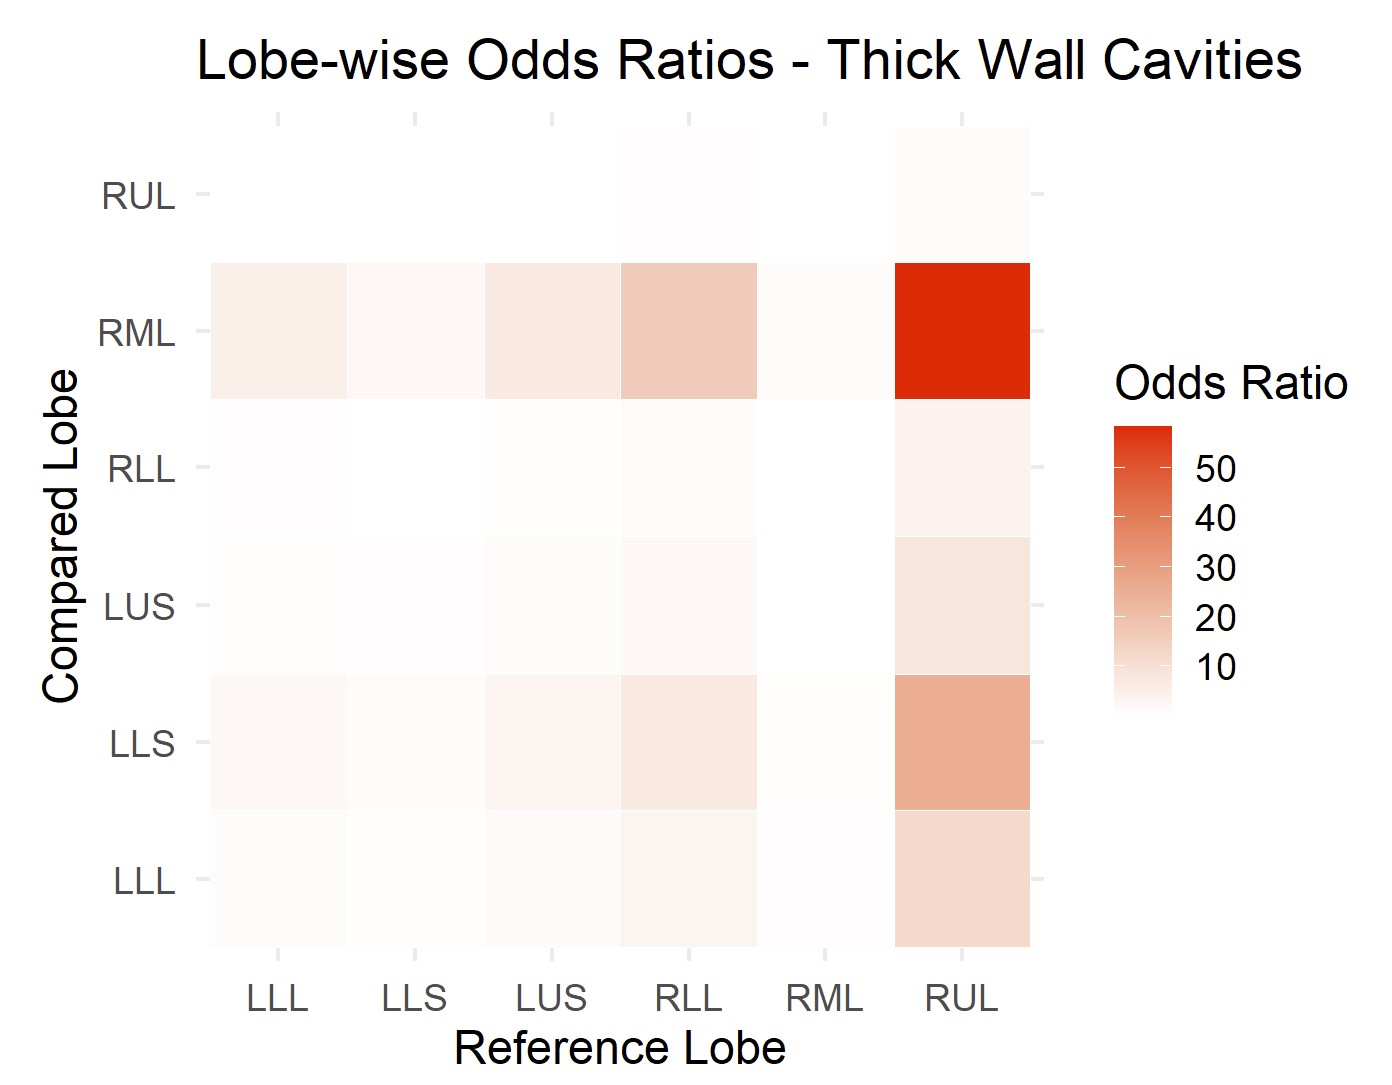 Lobe-wise Odds Ratios - Thick Wall Cavities
RUL
RML
RLL
LUS
LLS
LLL
Compared Lobe
LLL LLS LUS RLL RML RUL
Reference Lobe
Odds Ratio
50
40
30
20
10